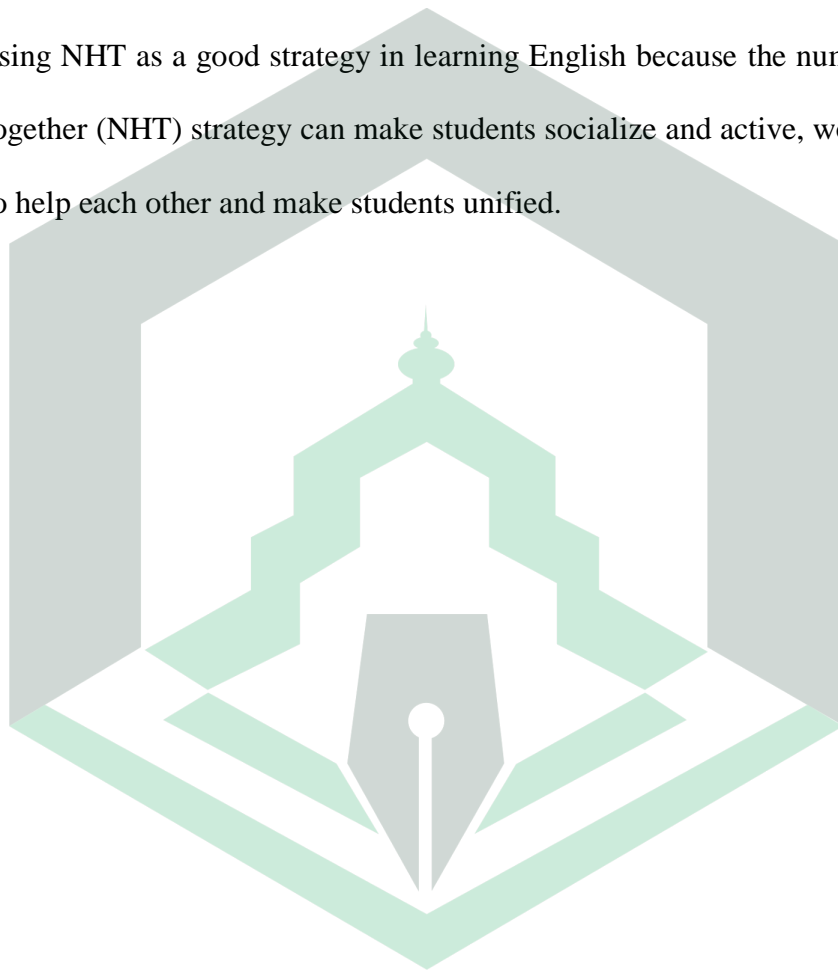 sing NHT as a good strategy in learning English because the
ogether (NHT) strategy can make students socialize and active,
o help each other and make students unified.